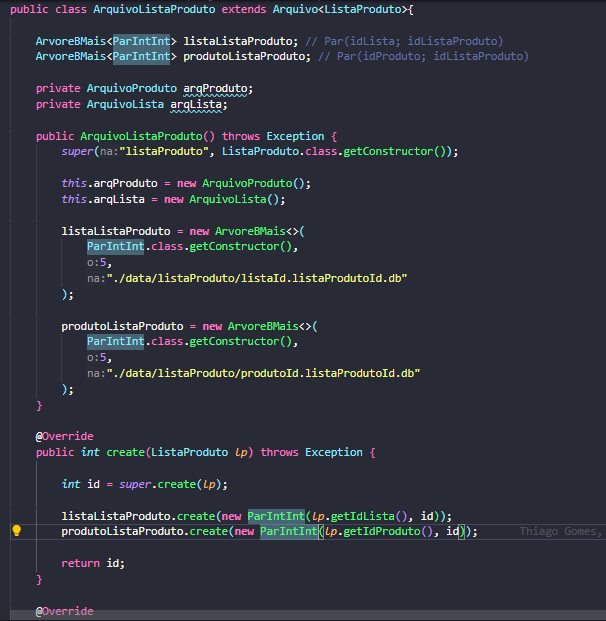 public class ArquivoListaProduto extends Arquivo<ListaProduto>{
ArvoreBMais<ParIntInt> listaListaProduto; // Par(idLista; idListaProduto)
ArvoreBMais<ParIntInt> produtoListaProduto; // Par(idProduto; idListaProduto)
private ArquivoProduto arqProduto;
private ArquivoLista arqLista;
public ArquivoListaProduto() throws Exception {
super(na:"listaProduto", ListaProduto.class.getConstructor());
this.arqProduto = new ArquivoProduto();
this.arqLista = new ArquivoLista();
listaListaProduto = new ArvoreBMais<>(
ParIntInt.class.getConstructor(),
o:5,
na:"./data/listaProduto/listaId.listaProdutoId.db"
);
produtoListaProduto = new ArvoreBMais<>(
ParIntInt.class.getConstructor(),
o:5,
na:"./data/listaProduto/produtoId.listaProdutoId.db"
);
}
@Override
public int create(ListaProduto lp) throws Exception {
int id = super.create(lp);
listaListaProduto.create(new ParIntInt(lp.getIdLista(), id));
produtoListaProduto.create(new ParIntInt(lp.getIdProduto(), id)); Thiago Gomes,
return id;
}
@Override